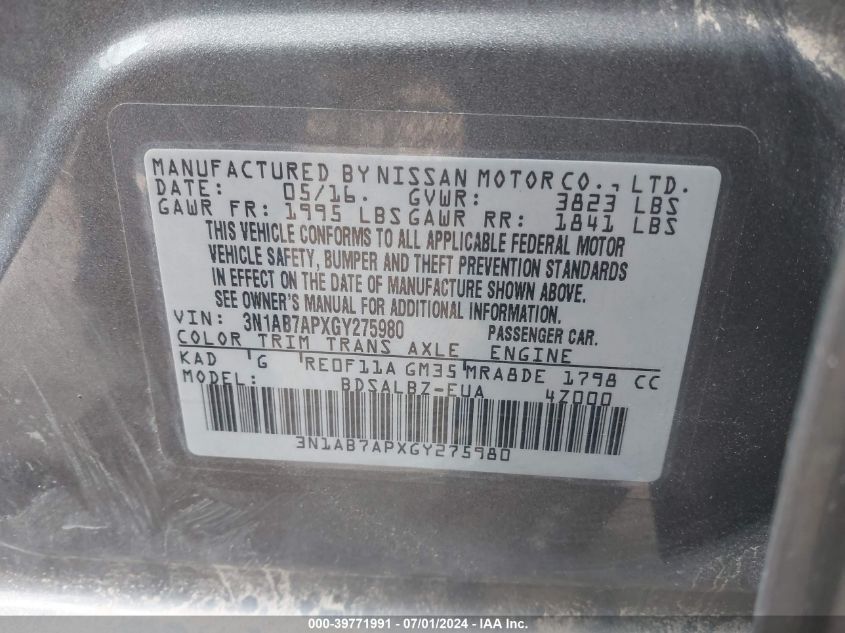 MANUFACTURED BY NISSAN MOTOR CO., LTD.
DATE: 05/16. GVWR: 3823 LBS
GAWR FR: 1995 LBS GAWR RR: 1841 LBS
THIS VEHICLE CONFORMS TO ALL APPLICABLE FEDERAL MOTOR
VEHICLE SAFETY, BUMPER AND THEFT PREVENTION STANDARDS
IN EFFECT ON THE DATE OF MANUFACTURE SHOWN ABOVE.
SEE OWNER'S MANUAL FOR ADDITIONAL INFORMATION.
VIN: 3N1AB7APXGY275980 PASSENGER CAR.
COLOR TRIM TRANS AXLE ENGINE
KAD G RE0F11A GM35 MRA8DE 1798 CC
MODEL: BDSALBZ-EUA 4Z000
3N1AB7APXGY275980
000-39771991 - 07/01/2024 - IAA Inc.